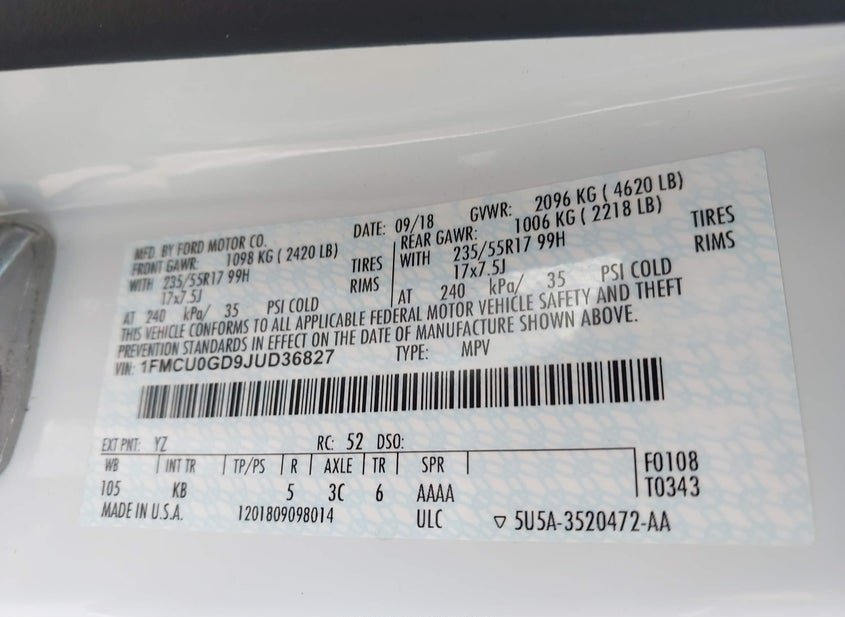 MFD. BY FORD MOTOR CO. DATE: 09/18 GVWR: 2096 KG ( 4620 LB)
FRONT GAWR: 1098 KG ( 2420 LB) REAR GAWR: 1006 KG ( 2218 LB)
WITH 235/55R17 99H TIRES WITH 235/55R17 99H TIRES
17x7.5J RIMS 17x7.5J RIMS
AT 240 kPa/ 35 PSI COLD AT 240 kPa/ 35 PSI COLD
THIS VEHICLE CONFORMS TO ALL APPLICABLE FEDERAL MOTOR VEHICLE SAFETY AND THEFT
PREVENTION STANDARDS IN EFFECT ON THE DATE OF MANUFACTURE SHOWN ABOVE.
VIN: 1FMCU0GD9JUD36827 TYPE: MPV
EXT PNT: YZ RC: 52 DSO:
WB INT TR TP/PS R AXLE TR SPR F0108
105 KB 5 3C 6 AAAA T0343
MADE IN U.S.A. 1201809098014 ULC ▽ 5U5A-3520472-AA